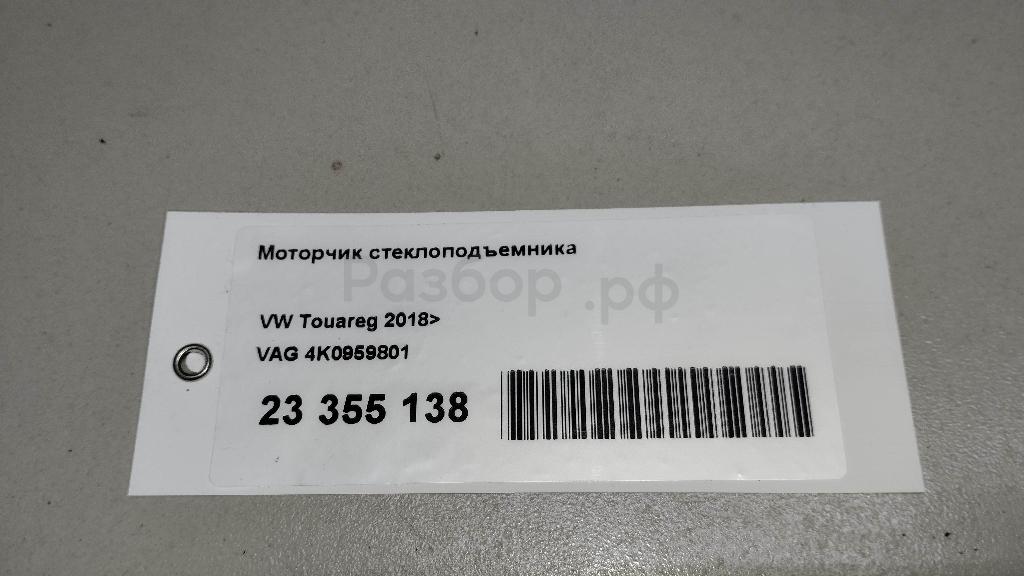 Моторчик стеклоподъемника
Разбор.рф
VW Touareg 2018>
VAG 4K0959801
23 355 138